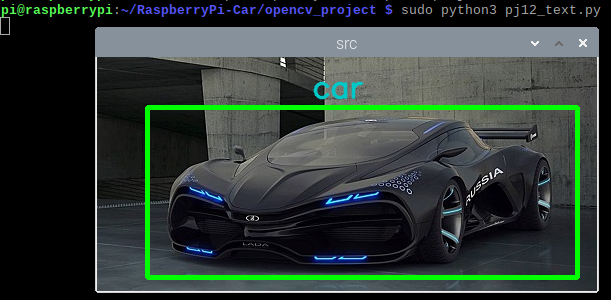 pi@raspberrypi:~/RaspberryPi-Car/opencv_project $ sudo python3 pj12_text.py
src
car
RUSSIA
LADA